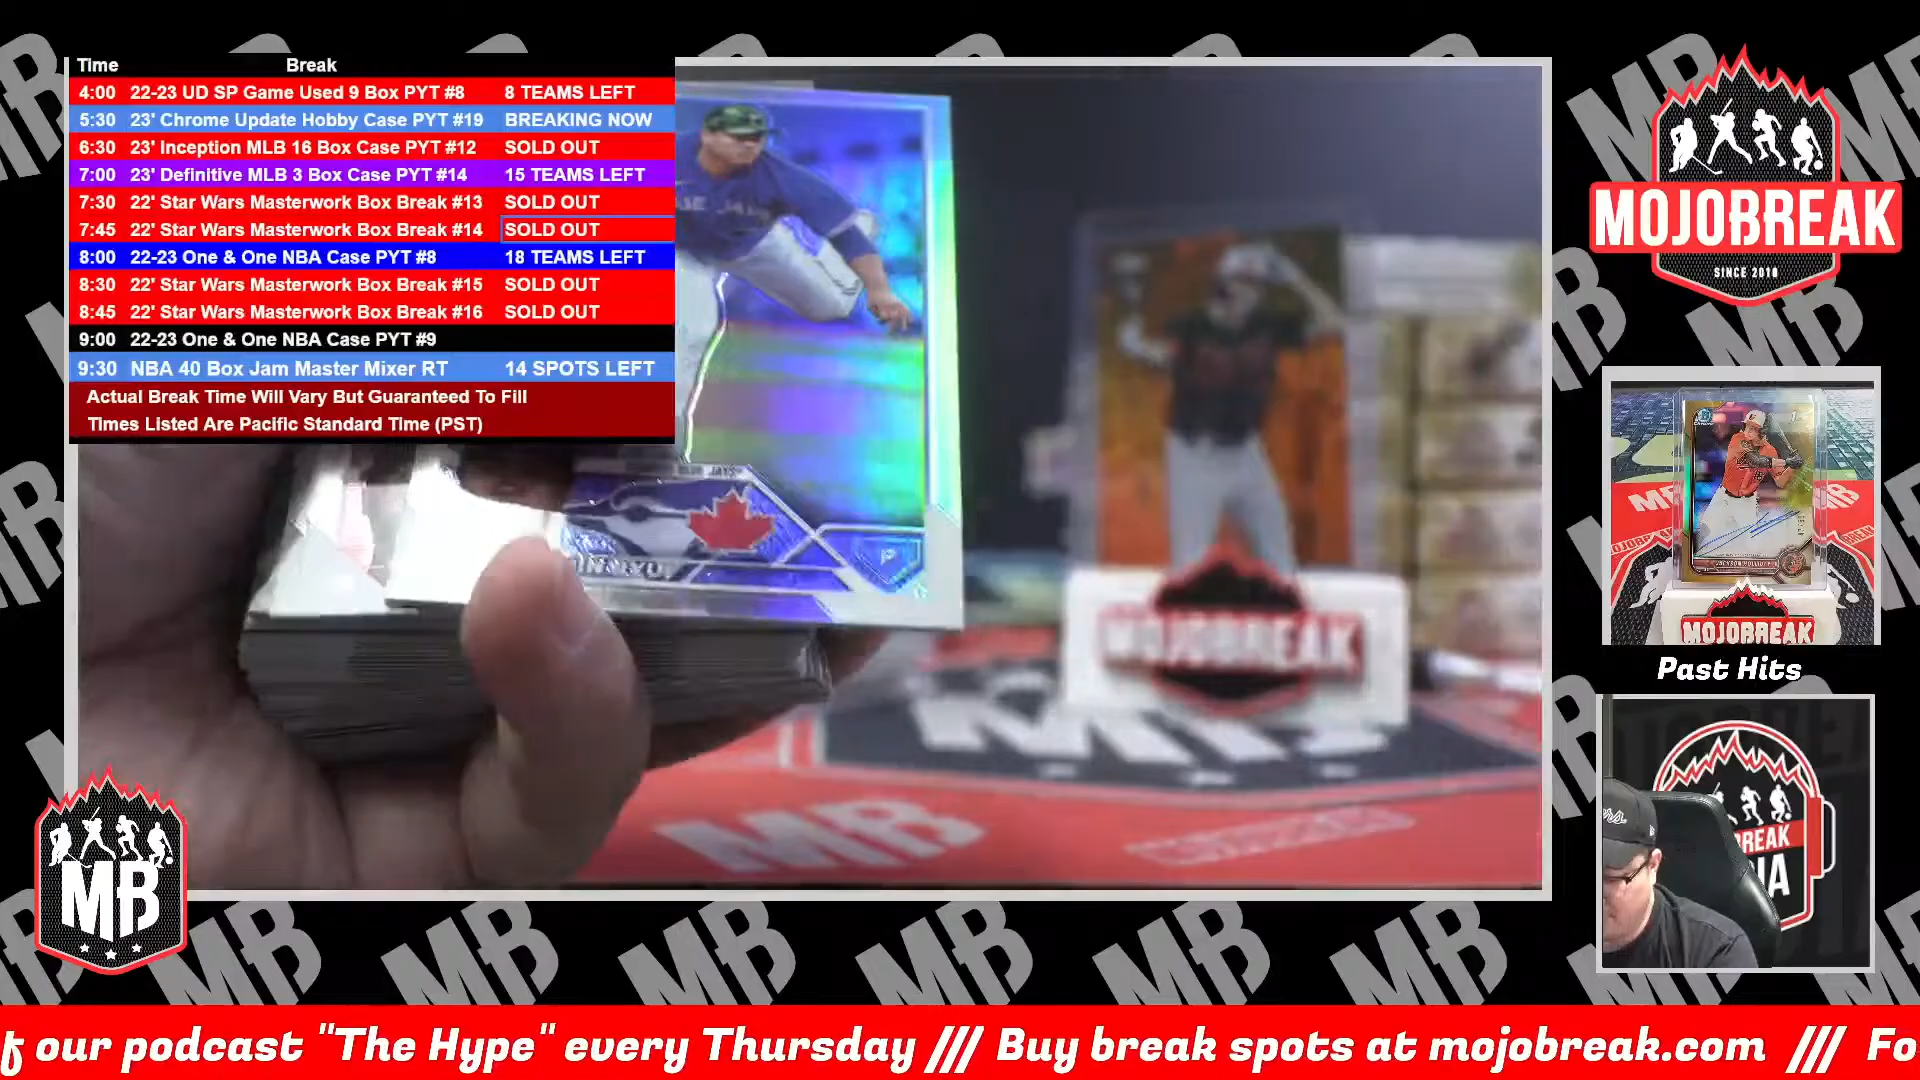 Time Break
4:00 22-23 UD SP Game Used 9 Box PYT #8 8 TEAMS LEFT
5:30 23' Chrome Update Hobby Case PYT #19 BREAKING NOW
6:30 23' Inception MLB 16 Box Case PYT #12 SOLD OUT
7:00 23' Definitive MLB 3 Box Case PYT #14 15 TEAMS LEFT
7:30 22' Star Wars Masterwork Box Break #13 SOLD OUT
7:45 22' Star Wars Masterwork Box Break #14 SOLD OUT
8:00 22-23 One & One NBA Case PYT #8 18 TEAMS LEFT
8:30 22' Star Wars Masterwork Box Break #15 SOLD OUT
8:45 22' Star Wars Masterwork Box Break #16 SOLD OUT
9:00 22-23 One & One NBA Case PYT #9
9:30 NBA 40 Box Jam Master Mixer RT 14 SPOTS LEFT
Actual Break Time Will Vary But Guaranteed To Fill
Times Listed Are Pacific Standard Time (PST)
MOJOBREAK
SINCE 2010
MOJOBREAK
MOJOBREAK
Past Hits
MB
MB
f our podcast "The Hype" every Thursday /// Buy break spots at mojobreak.com /// Fo